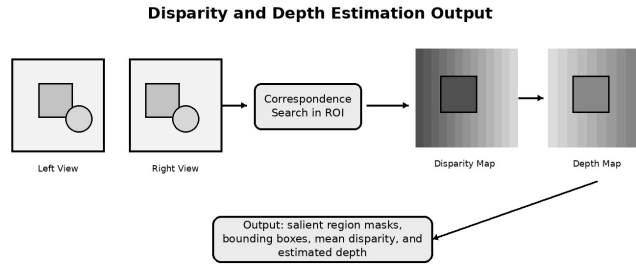 Disparity and Depth Estimation Output
Correspondence
Search in ROI
Left View
Right View
Disparity Map
Depth Map
Output: salient region masks,
bounding boxes, mean disparity, and
estimated depth